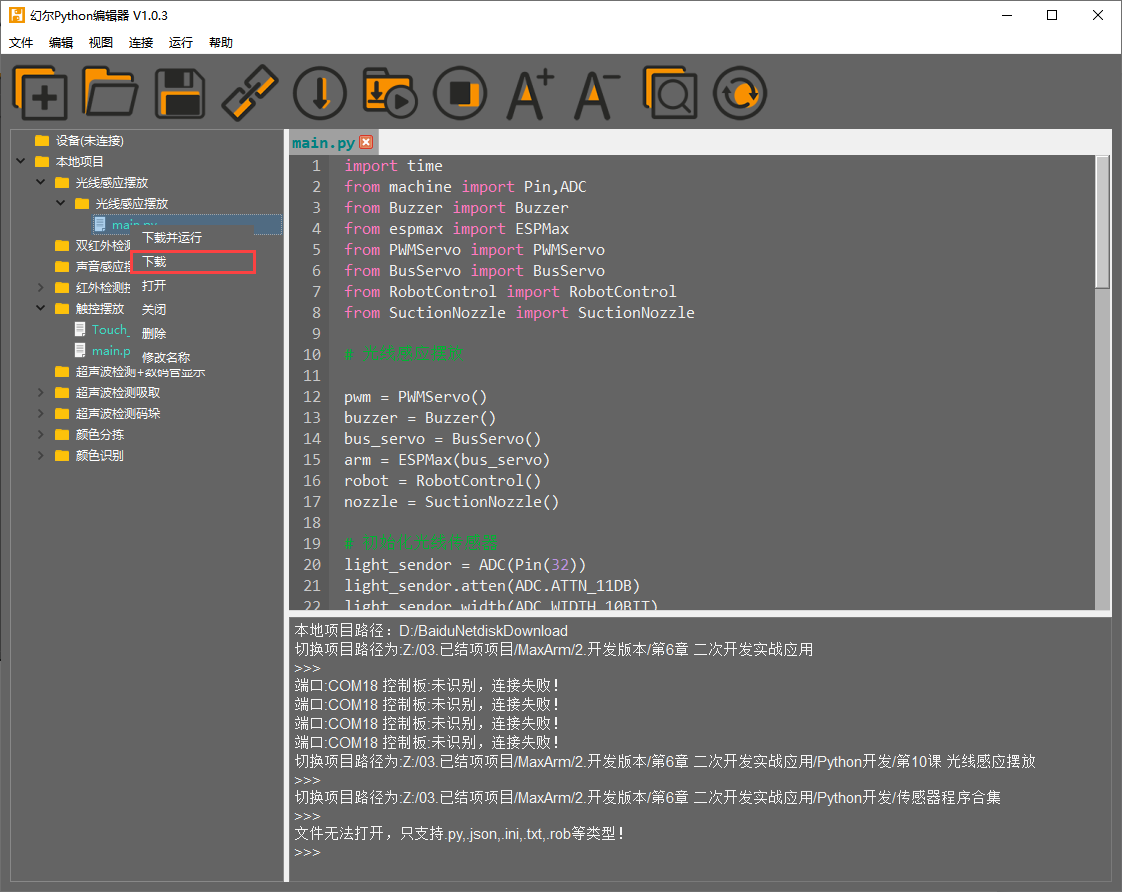 幻尔Python编辑器 V1.0.3
文件 编辑 视图 连接 运行 帮助
设备(未连接)
本地项目
光线感应摆放
光线感应摆放
main.py
双红外检测
声音感应
红外检测
触控摆放
Touch_
main.p
超声波检测+数码管显示
超声波检测吸取
超声波检测码垛
颜色分拣
颜色识别
下载并运行
下载
打开
关闭
删除
修改名称
main.py
1 import time
2 from machine import Pin,ADC
3 from Buzzer import Buzzer
4 from espmax import ESPMax
5 from PWMServo import PWMServo
6 from BusServo import BusServo
7 from RobotControl import RobotControl
8 from SuctionNozzle import SuctionNozzle
9
10 # 光线感应摆放
11
12 pwm = PWMServo()
13 buzzer = Buzzer()
14 bus_servo = BusServo()
15 arm = ESPMax(bus_servo)
16 robot = RobotControl()
17 nozzle = SuctionNozzle()
18
19 # 初始化光线传感器
20 light_sendor = ADC(Pin(32))
21 light_sendor.atten(ADC.ATTN_11DB)
22 light_sendor.width(ADC.WIDTH_10BIT)
本地项目路径：D:/BaiduNetdiskDownload
切换项目路径为:Z:/03.已结项项目/MaxArm/2.开发版本/第6章 二次开发实战应用
>>>
端口:COM18 控制板:未识别，连接失败！
端口:COM18 控制板:未识别，连接失败！
端口:COM18 控制板:未识别，连接失败！
端口:COM18 控制板:未识别，连接失败！
切换项目路径为:Z:/03.已结项项目/MaxArm/2.开发版本/第6章 二次开发实战应用/Python开发/第10课 光线感应摆放
>>>
切换项目路径为:Z:/03.已结项项目/MaxArm/2.开发版本/第6章 二次开发实战应用/Python开发/传感器程序合集
>>>
文件无法打开，只支持.py,.json,.ini,.txt,.rob等类型！
>>>